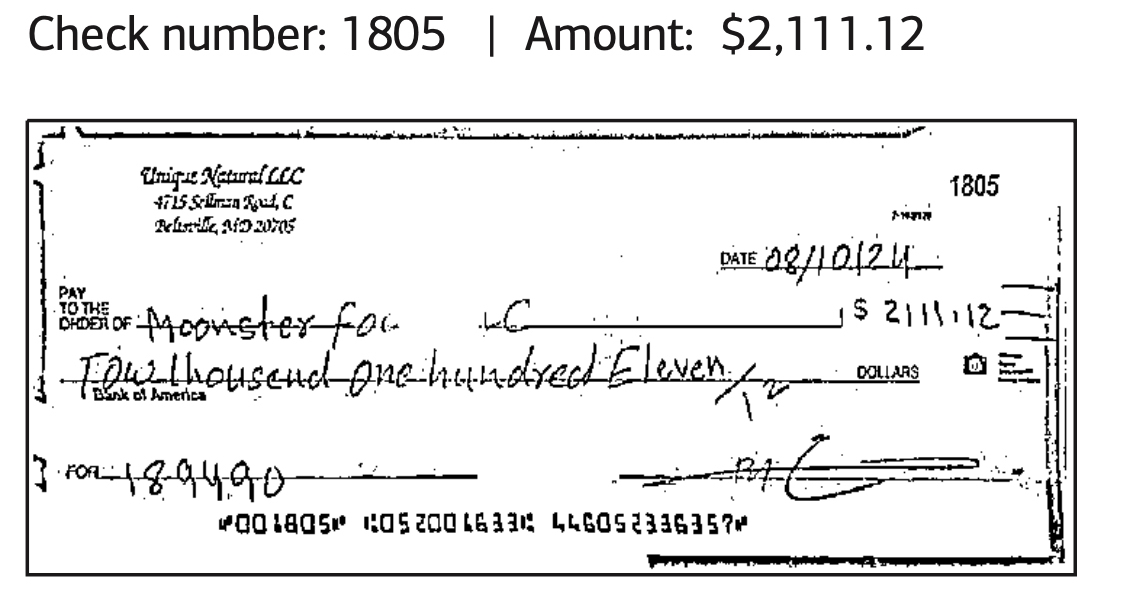 Check number: 1805 | Amount: $2,111.12
Unique Natural LLC
4715 Sellman Road, C
Beltsville, MD 20705
1805
DATE 08/10/24
PAY
TO THE
ORDER OF Moonster foo LC
$ 2111.12
Tow thousend one hundred Eleven /12
DOLLARS
Bank of America
FOR 189490
⑈001805⑈ ⑆052001633⑆ 446052336357⑈